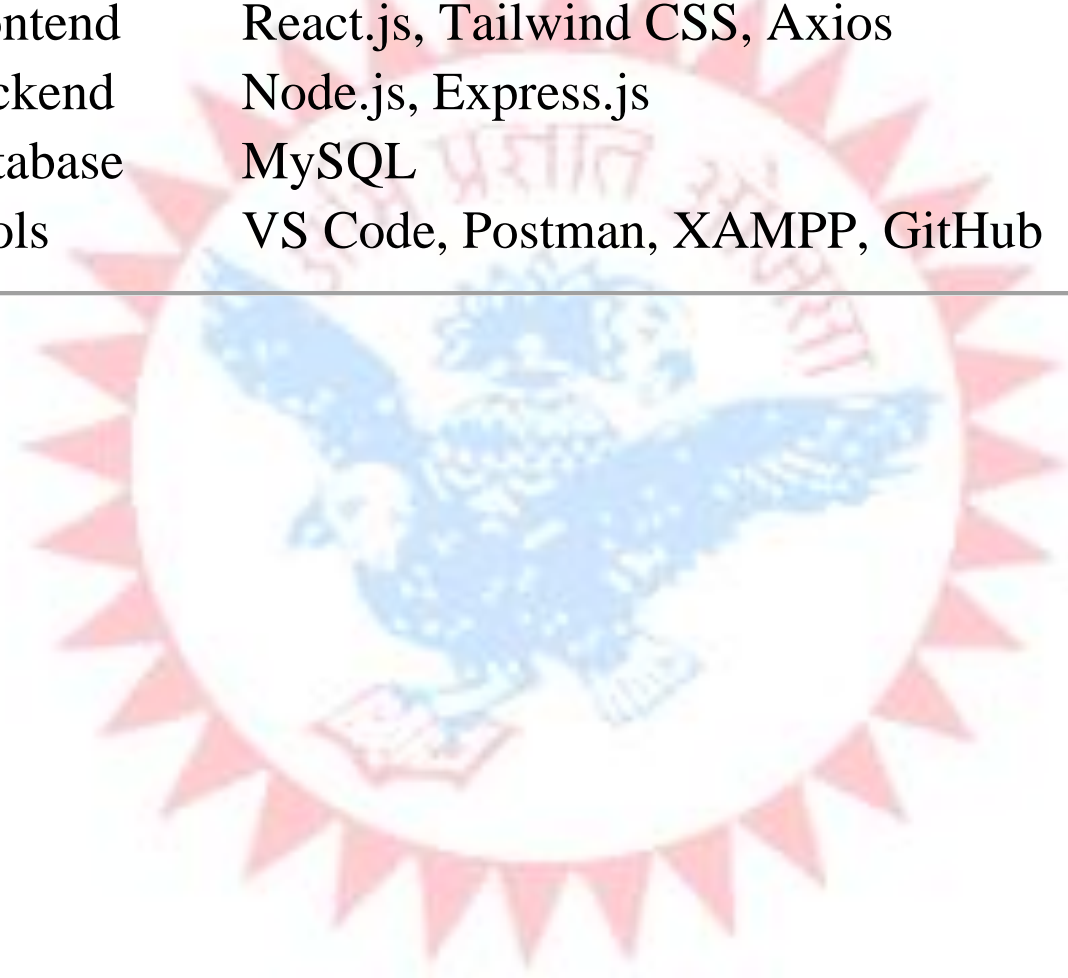 ontend React.js, Tailwind CSS, Axios
ckend Node.js, Express.js
tabase MySQL
ols VS Code, Postman, XAMPP, GitHub